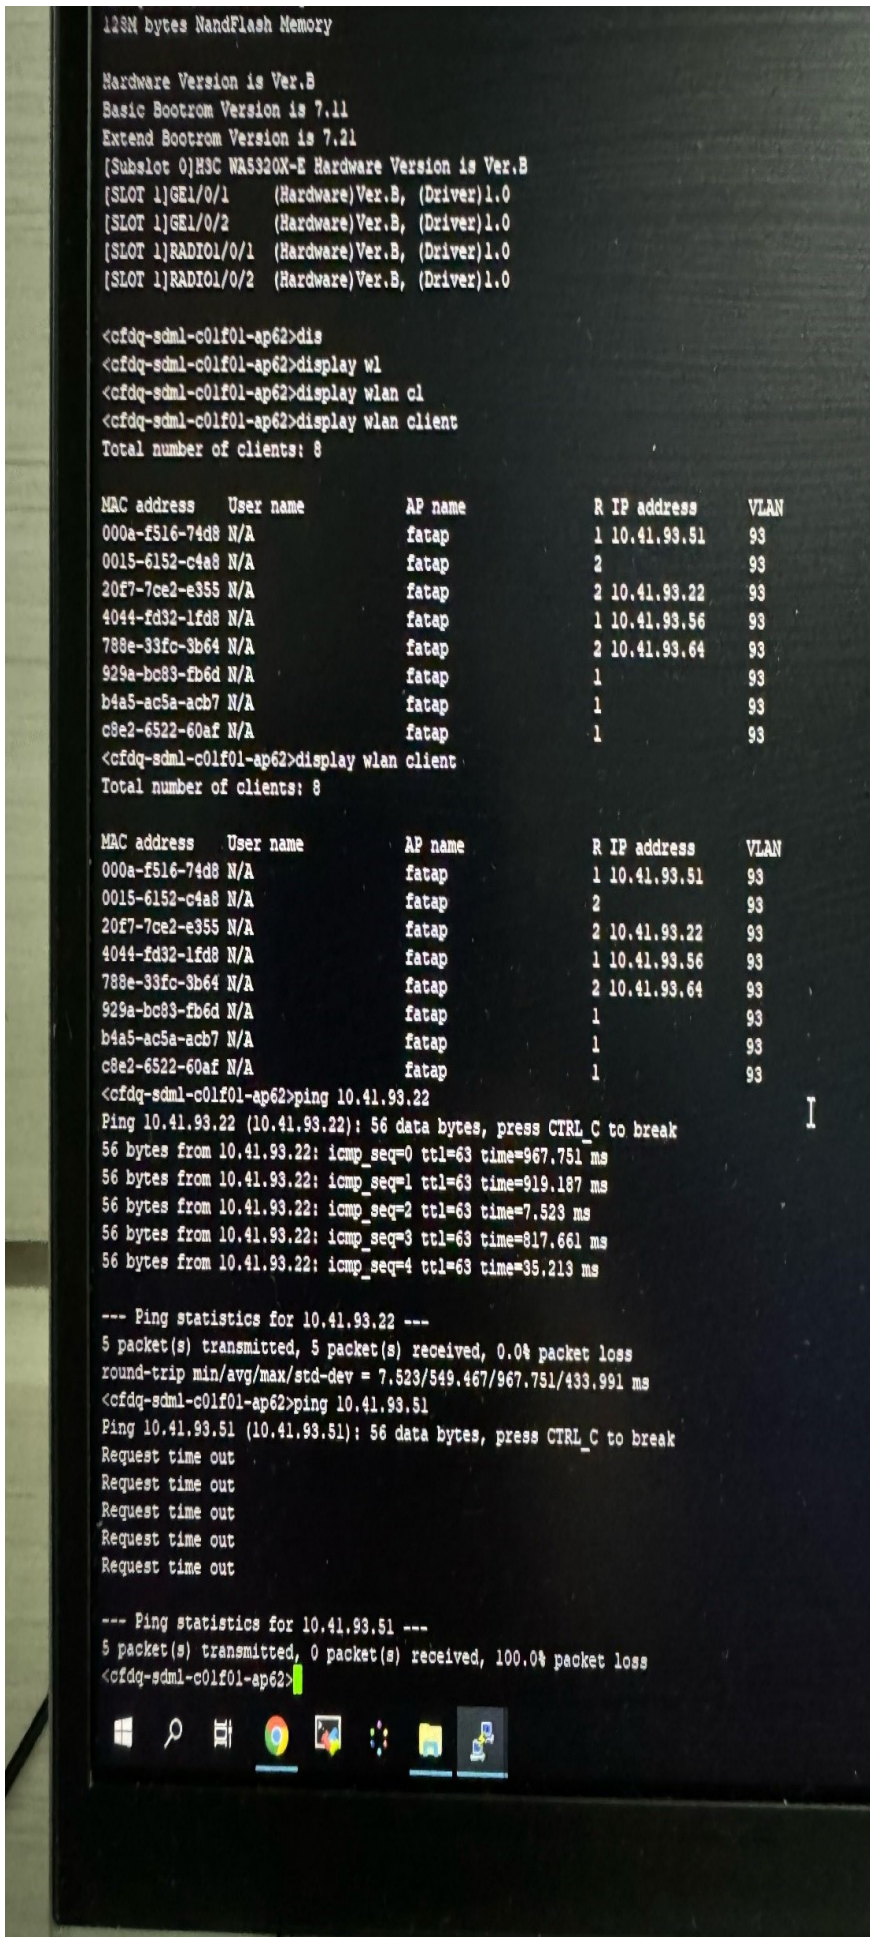 128M bytes NandFlash Memory
Hardware Version is Ver.B
Basic Bootrom Version is 7.11
Extend Bootrom Version is 7.21
[Subslot 0]H3C WA5320X-E Hardware Version is Ver.B
[SLOT 1]GE1/0/1 (Hardware)Ver.B, (Driver)1.0
[SLOT 1]GE1/0/2 (Hardware)Ver.B, (Driver)1.0
[SLOT 1]RADIO1/0/1 (Hardware)Ver.B, (Driver)1.0
[SLOT 1]RADIO1/0/2 (Hardware)Ver.B, (Driver)1.0
<cfdq-sdml-c01f01-ap62>dis
<cfdq-sdml-c01f01-ap62>display wl
<cfdq-sdml-c01f01-ap62>display wlan cl
<cfdq-sdml-c01f01-ap62>display wlan client
Total number of clients: 8
MAC address User name AP name R IP address VLAN
000a-f516-74d8 N/A fatap 1 10.41.93.51 93
0015-6152-c4a8 N/A fatap 2 93
20f7-7ce2-e355 N/A fatap 2 10.41.93.22 93
4044-fd32-1fd8 N/A fatap 1 10.41.93.56 93
788e-33fc-3b64 N/A fatap 2 10.41.93.64 93
929a-bc83-fb6d N/A fatap 1 93
b4a5-ac5a-acb7 N/A fatap 1 93
c8e2-6522-60af N/A fatap 1 93
<cfdq-sdml-c01f01-ap62>display wlan client
Total number of clients: 8
MAC address User name AP name R IP address VLAN
000a-f516-74d8 N/A fatap 1 10.41.93.51 93
0015-6152-c4a8 N/A fatap 2 93
20f7-7ce2-e355 N/A fatap 2 10.41.93.22 93
4044-fd32-1fd8 N/A fatap 1 10.41.93.56 93
788e-33fc-3b64 N/A fatap 2 10.41.93.64 93
929a-bc83-fb6d N/A fatap 1 93
b4a5-ac5a-acb7 N/A fatap 1 93
c8e2-6522-60af N/A fatap 1 93
<cfdq-sdml-c01f01-ap62>ping 10.41.93.22
Ping 10.41.93.22 (10.41.93.22): 56 data bytes, press CTRL_C to break
56 bytes from 10.41.93.22: icmp_seq=0 ttl=63 time=967.751 ms
56 bytes from 10.41.93.22: icmp_seq=1 ttl=63 time=919.187 ms
56 bytes from 10.41.93.22: icmp_seq=2 ttl=63 time=7.523 ms
56 bytes from 10.41.93.22: icmp_seq=3 ttl=63 time=817.661 ms
56 bytes from 10.41.93.22: icmp_seq=4 ttl=63 time=35.213 ms
--- Ping statistics for 10.41.93.22 ---
5 packet(s) transmitted, 5 packet(s) received, 0.0% packet loss
round-trip min/avg/max/std-dev = 7.523/549.467/967.751/433.991 ms
<cfdq-sdml-c01f01-ap62>ping 10.41.93.51
Ping 10.41.93.51 (10.41.93.51): 56 data bytes, press CTRL_C to break
Request time out
Request time out
Request time out
Request time out
Request time out
--- Ping statistics for 10.41.93.51 ---
5 packet(s) transmitted, 0 packet(s) received, 100.0% packet loss
<cfdq-sdml-c01f01-ap62>